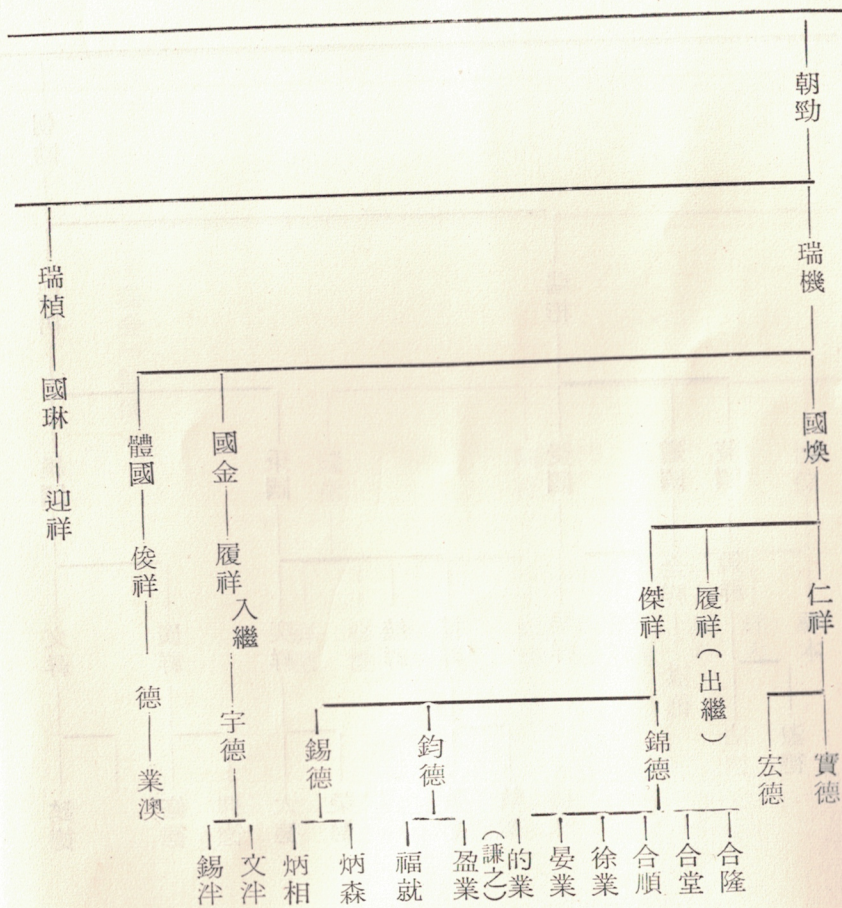 朝勁
瑞機
瑞楨
國煥
國金
體國
國琳
迎祥
仁祥
履祥（出繼）
傑祥
履祥入繼
俊祥
寶德
宏德
錦德
鈞德
錫德
宇德
德
業澳
合隆
合堂
合順
徐業
晏業
的業（謙之）
盈業
福就
炳森
炳相
文泮
錫泮